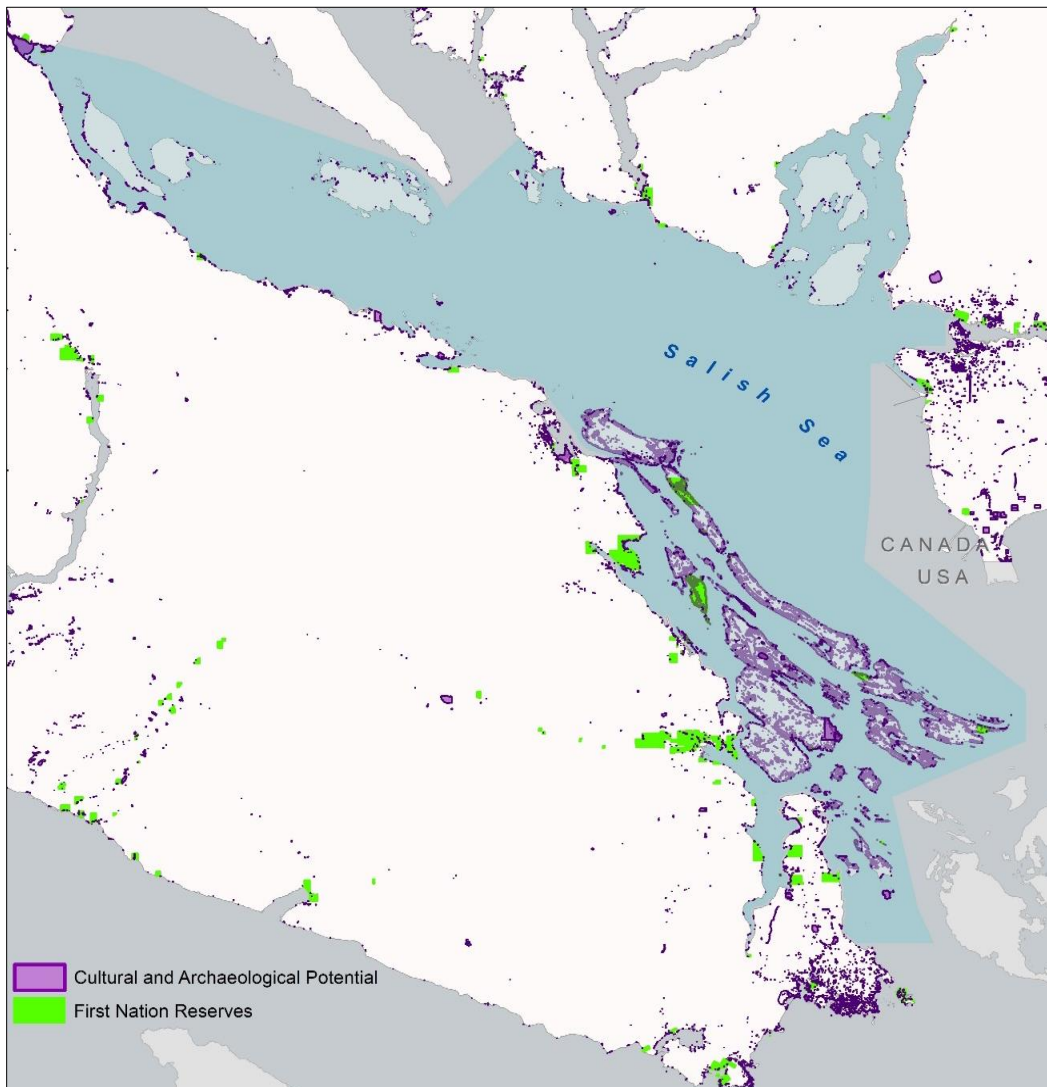 Salish Sea
CANADA
USA
Cultural and Archaeological Potential
First Nation Reserves